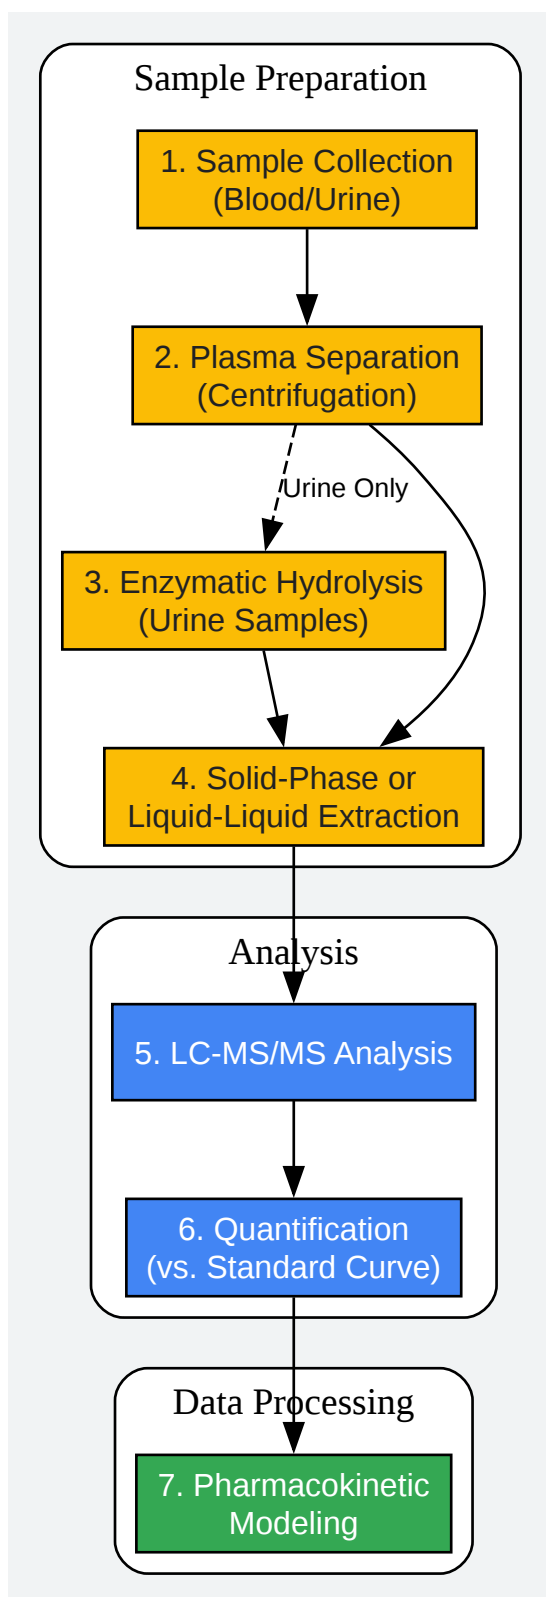 Sample Preparation
1. Sample Collection
(Blood/Urine)
2. Plasma Separation
(Centrifugation)
Urine Only
3. Enzymatic Hydrolysis
(Urine Samples)
4. Solid-Phase or
Liquid-Liquid Extraction
Analysis
5. LC-MS/MS Analysis
6. Quantification
(vs. Standard Curve)
Data Processing
7. Pharmacokinetic
Modeling